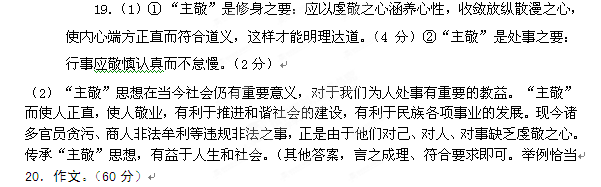 19.（1）①“主敬”是修身之要：应以虔敬之心涵养心性，收敛放纵散漫之心，
使内心端方正直而符合道义，这样才能明理达道。（4 分）②“主敬”是处事之要：
行事应敬慎认真而不怠慢。（2 分）
（2）“主敬”思想在当今社会仍有重要意义，对于我们为人处事有重要的教益。“主敬”
而使人正直，使人敬业，有利于推进和谐社会的建设，有利于民族各项事业的发展。现今诸
多官员贪污、商人非法牟利等违规非法之事，正是由于他们对己、对人、对事缺乏虔敬之心。
传承“主敬”思想，有益于人生和社会。（其他答案，言之成理、符合要求即可。举例恰当
20．作文。（60 分）